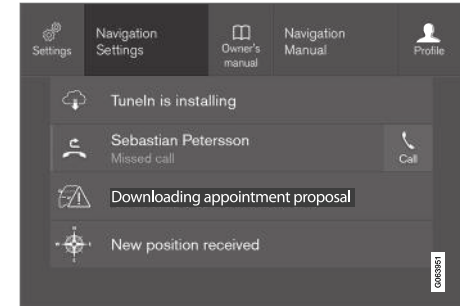 Settings
Navigation
Settings
Owner's
manual
Navigation
Manual
Profile
TuneIn is installing
Sebastian Petersson
Missed call
Call
Downloading appointment proposal
New position received
G063951